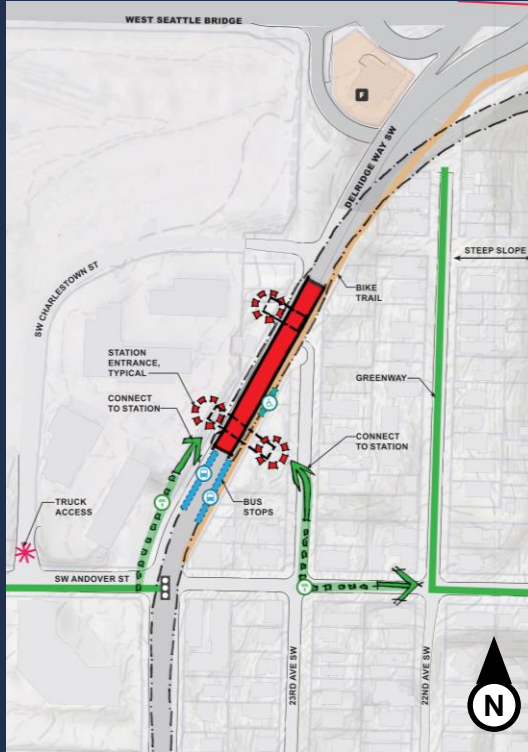 WEST SEATTLE BRIDGE
F
DELRIDGE WAY SW
STEEP SLOPE
SW CHARLESTOWN ST
BIKE
TRAIL
STATION
ENTRANCE,
TYPICAL
GREENWAY
CONNECT
TO STATION
CONNECT
TO STATION
BUS
STOPS
TRUCK
ACCESS
SW ANDOVER ST
23RD AVE SW
22ND AVE SW
N